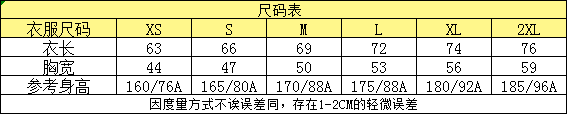 尺码表
衣服尺码 XS S M L XL 2XL
衣长 63 66 69 72 74 76
胸宽 44 47 50 53 56 59
参考身高 160/76A 165/80A 170/88A 175/88A 180/92A 185/96A
因度量方式不诶误差同，存在1-2CM的轻微误差